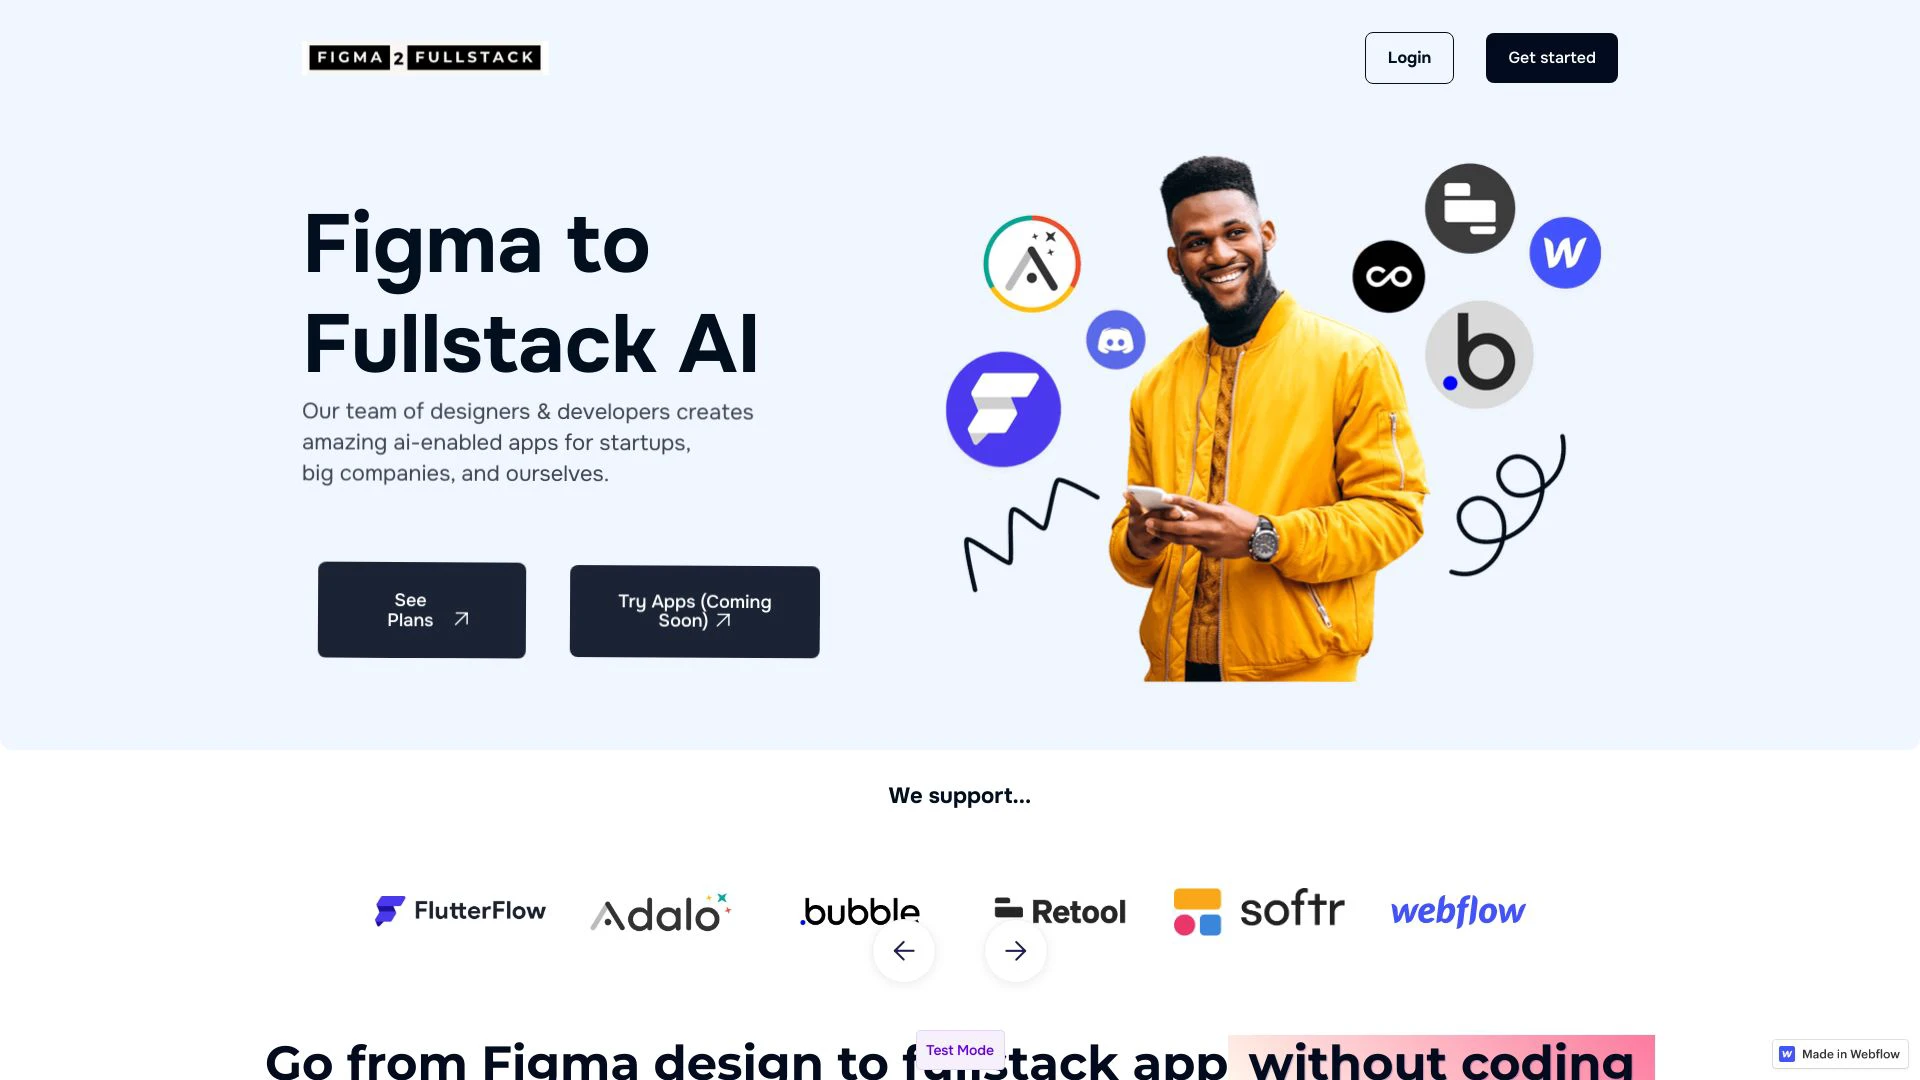 FIGMA 2 FULLSTACK
Login
Get started
Figma to
Fullstack AI
Our team of designers & developers creates
amazing ai-enabled apps for startups,
big companies, and ourselves.
See
Plans
Try Apps (Coming
Soon)
We support...
FlutterFlow
Adalo
.bubble
Retool
softr
webflow
Go from Figma design to fullstack app without coding
Test Mode
Made in Webflow